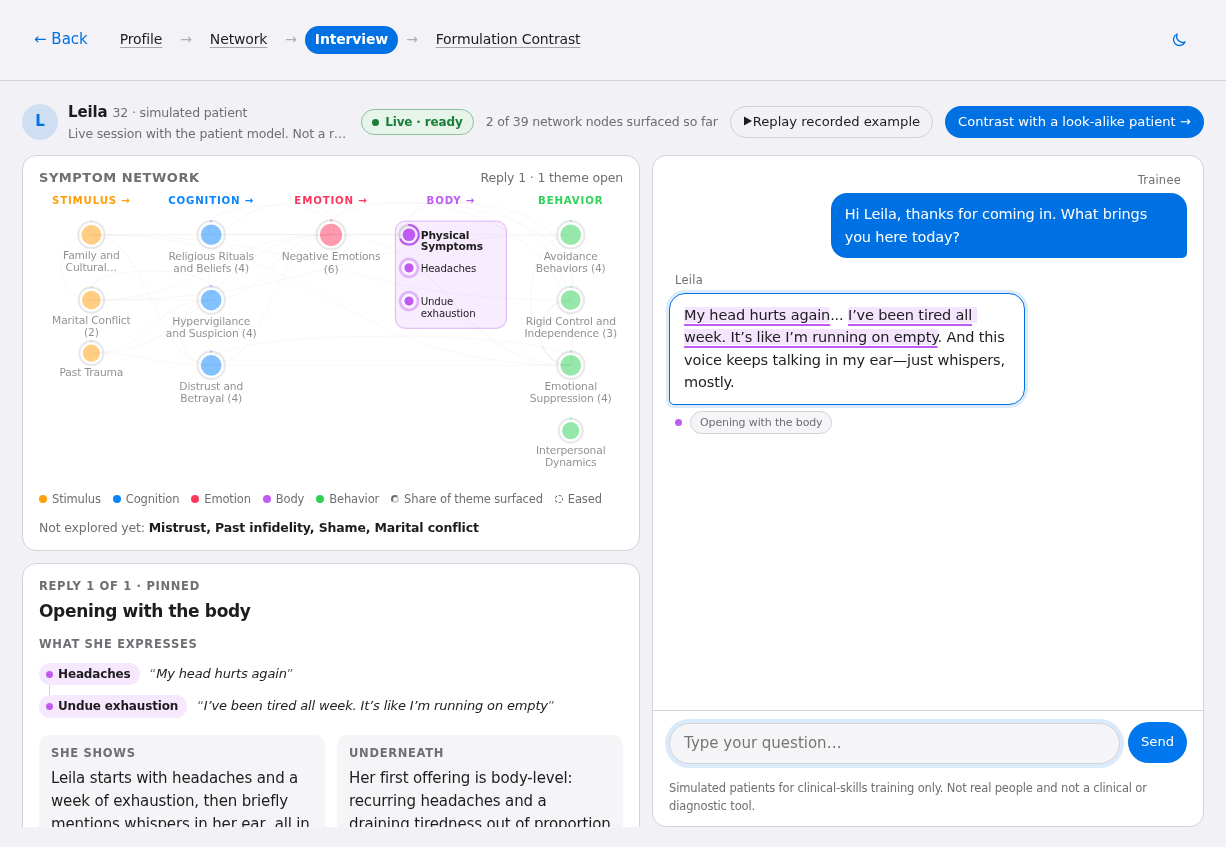 ← Back
Profile → Network → Interview → Formulation Contrast
L
Leila 32 · simulated patient
Live session with the patient model. Not a r…
Live · ready
2 of 39 network nodes surfaced so far
Replay recorded example
Contrast with a look-alike patient →
SYMPTOM NETWORK
Reply 1 · 1 theme open
STIMULUS → COGNITION → EMOTION → BODY → BEHAVIOR
Family and
Cultural…
Marital Conflict
(2)
Past Trauma
Religious Rituals
and Beliefs (4)
Hypervigilance
and Suspicion (4)
Distrust and
Betrayal (4)
Negative Emotions
(6)
Physical
Symptoms
Headaches
Undue
exhaustion
Avoidance
Behaviors (4)
Rigid Control and
Independence (3)
Emotional
Suppression (4)
Interpersonal
Dynamics
Stimulus Cognition Emotion Body Behavior Share of theme surfaced Eased
Not explored yet: Mistrust, Past infidelity, Shame, Marital conflict
REPLY 1 OF 1 · PINNED
Opening with the body
WHAT SHE EXPRESSES
Headaches “My head hurts again”
Undue exhaustion “I’ve been tired all week. It’s like I’m running on empty”
SHE SHOWS
Leila starts with headaches and a
week of exhaustion, then briefly
mentions whispers in her ear, all in
UNDERNEATH
Her first offering is body-level:
recurring headaches and a
draining tiredness out of proportion
Trainee
Hi Leila, thanks for coming in. What brings
you here today?
Leila
My head hurts again... I’ve been tired all
week. It’s like I’m running on empty. And this
voice keeps talking in my ear—just whispers,
mostly.
Opening with the body
Type your question…
Send
Simulated patients for clinical-skills training only. Not real people and not a clinical or
diagnostic tool.